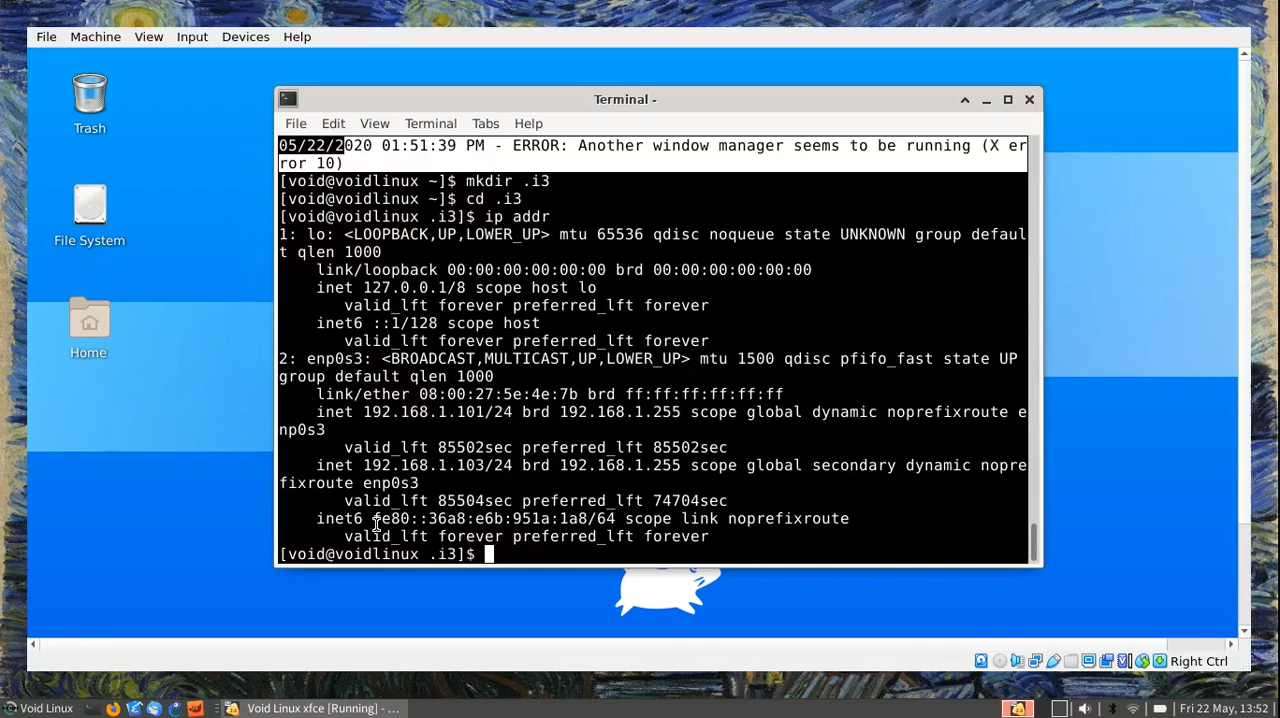 File Machine View Input Devices Help
Trash
File System
Home
Terminal -
File Edit View Terminal Tabs Help
05/22/2020 01:51:39 PM - ERROR: Another window manager seems to be running (X er
ror 10)
[void@voidlinux ~]$ mkdir .i3
[void@voidlinux ~]$ cd .i3
[void@voidlinux .i3]$ ip addr
1: lo: <LOOPBACK,UP,LOWER_UP> mtu 65536 qdisc noqueue state UNKNOWN group defaul
t qlen 1000
link/loopback 00:00:00:00:00:00 brd 00:00:00:00:00:00
inet 127.0.0.1/8 scope host lo
valid_lft forever preferred_lft forever
inet6 ::1/128 scope host
valid_lft forever preferred_lft forever
2: enp0s3: <BROADCAST,MULTICAST,UP,LOWER_UP> mtu 1500 qdisc pfifo_fast state UP
group default qlen 1000
link/ether 08:00:27:5e:4e:7b brd ff:ff:ff:ff:ff:ff
inet 192.168.1.101/24 brd 192.168.1.255 scope global dynamic noprefixroute e
np0s3
valid_lft 85502sec preferred_lft 85502sec
inet 192.168.1.103/24 brd 192.168.1.255 scope global secondary dynamic nopre
fixroute enp0s3
valid_lft 85504sec preferred_lft 74704sec
inet6 fe80::36a8:e6b:951a:1a8/64 scope link noprefixroute
valid_lft forever preferred_lft forever
[void@voidlinux .i3]$
Right Ctrl
Void Linux
Void Linux xfce [Running] - ...
Fri 22 May, 13:52